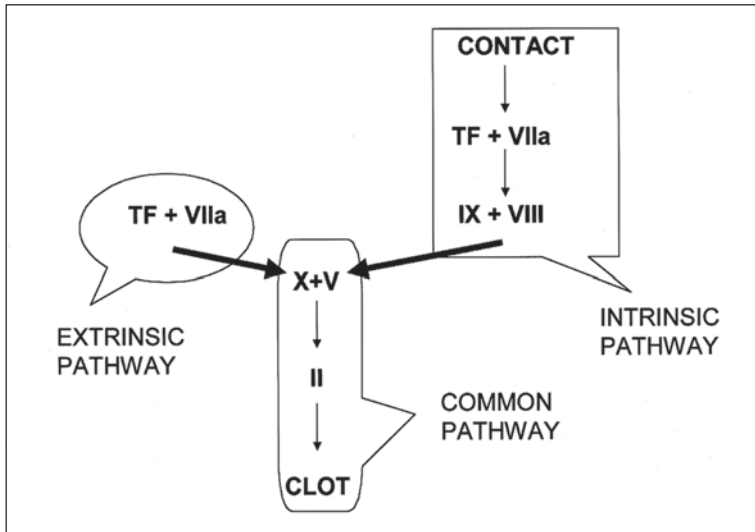 CONTACT
TF + VIIa
IX + VIII
TF + VIIa
X+V
II
CLOT
EXTRINSIC
PATHWAY
INTRINSIC
PATHWAY
COMMON
PATHWAY